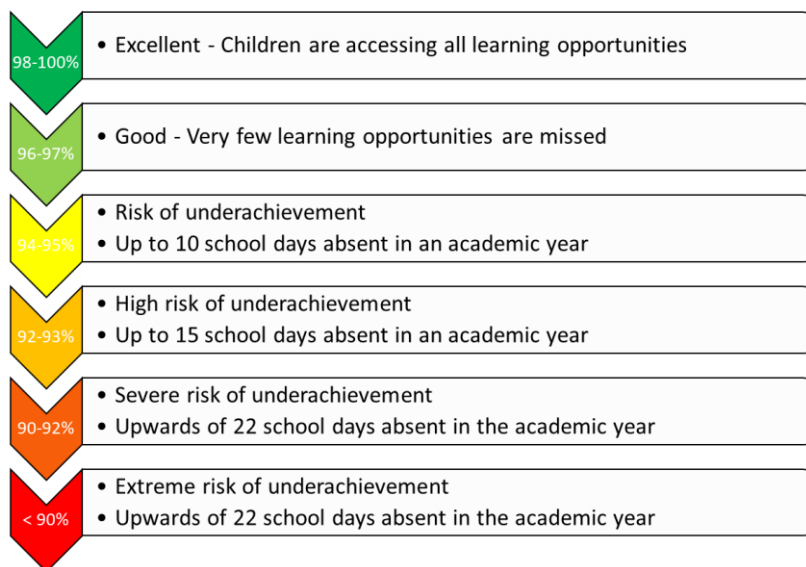 98-100%
• Excellent - Children are accessing all learning opportunities
96-97%
• Good - Very few learning opportunities are missed
94-95%
• Risk of underachievement
• Up to 10 school days absent in an academic year
92-93%
• High risk of underachievement
• Up to 15 school days absent in an academic year
90-92%
• Severe risk of underachievement
• Upwards of 22 school days absent in the academic year
< 90%
• Extreme risk of underachievement
• Upwards of 22 school days absent in the academic year